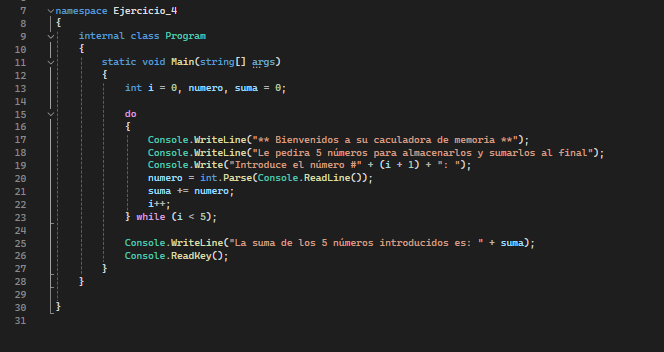 7 namespace Ejercicio_4
8 {
9 internal class Program
10 {
11 static void Main(string[] args)
12 {
13 int i = 0, numero, suma = 0;
14
15 do
16 {
17 Console.WriteLine("** Bienvenidos a su caculadora de memoria **");
18 Console.WriteLine("Le pedira 5 números para almacenarlos y sumarlos al final");
19 Console.Write("Introduce el número #" + (i + 1) + ": ");
20 numero = int.Parse(Console.ReadLine());
21 suma += numero;
22 i++;
23 } while (i < 5);
24
25 Console.WriteLine("La suma de los 5 números introducidos es: " + suma);
26 Console.ReadKey();
27 }
28 }
29
30 }
31